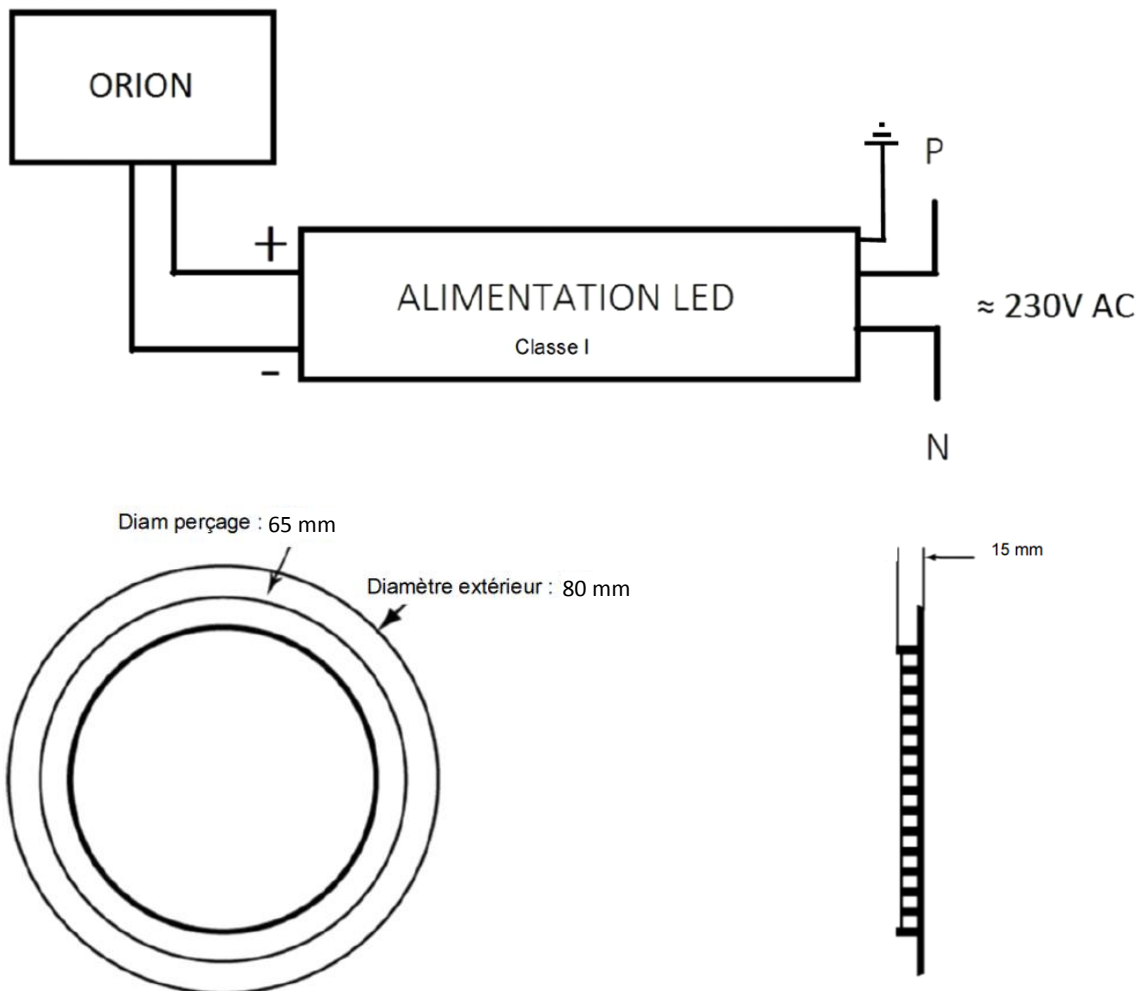 ORION
P
+
ALIMENTATION LED
≈ 230V AC
Classe I
-
N
Diam perçage : 65 mm
15 mm
Diamètre extérieur : 80 mm